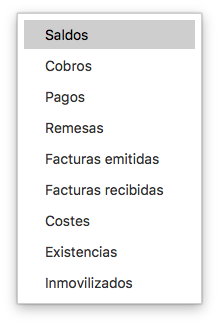 Saldos
Cobros
Pagos
Remesas
Facturas emitidas
Facturas recibidas
Costes
Existencias
Inmovilizados